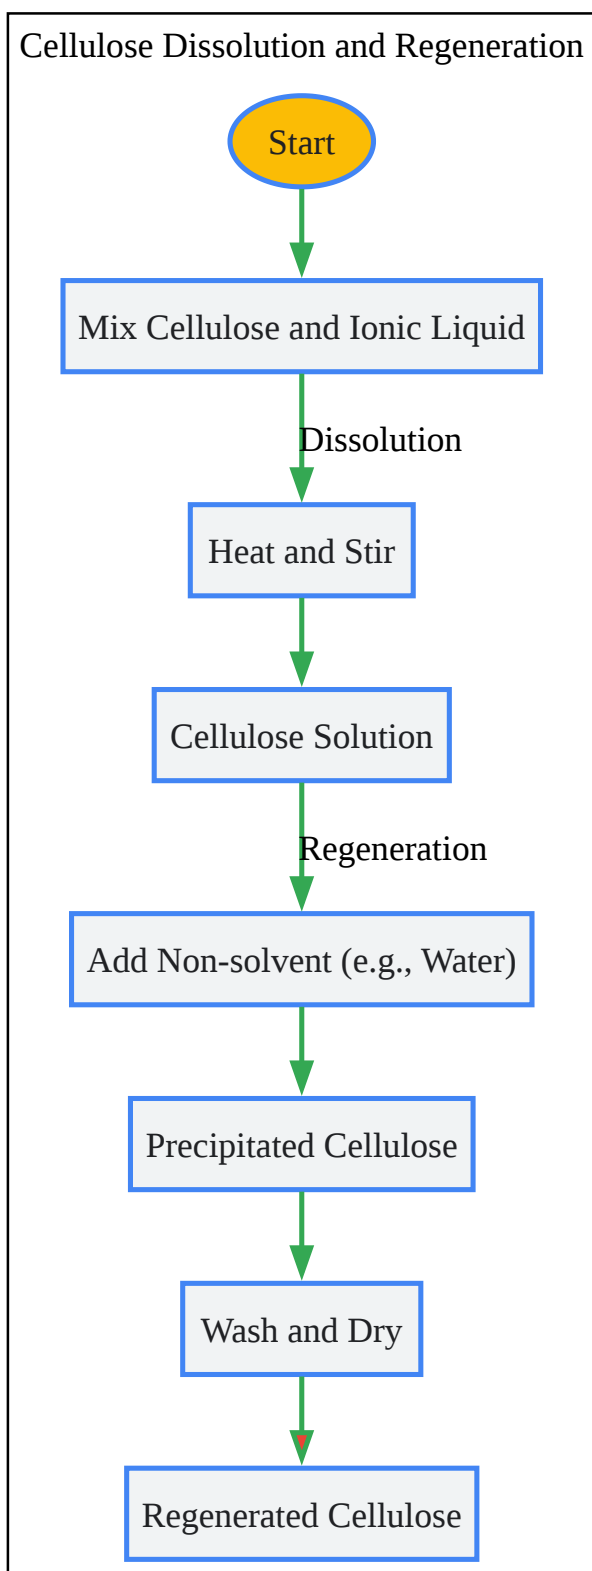 Cellulose Dissolution and Regeneration
Start
Mix Cellulose and Ionic Liquid
Dissolution
Heat and Stir
Cellulose Solution
Regeneration
Add Non-solvent (e.g., Water)
Precipitated Cellulose
Wash and Dry
Regenerated Cellulose